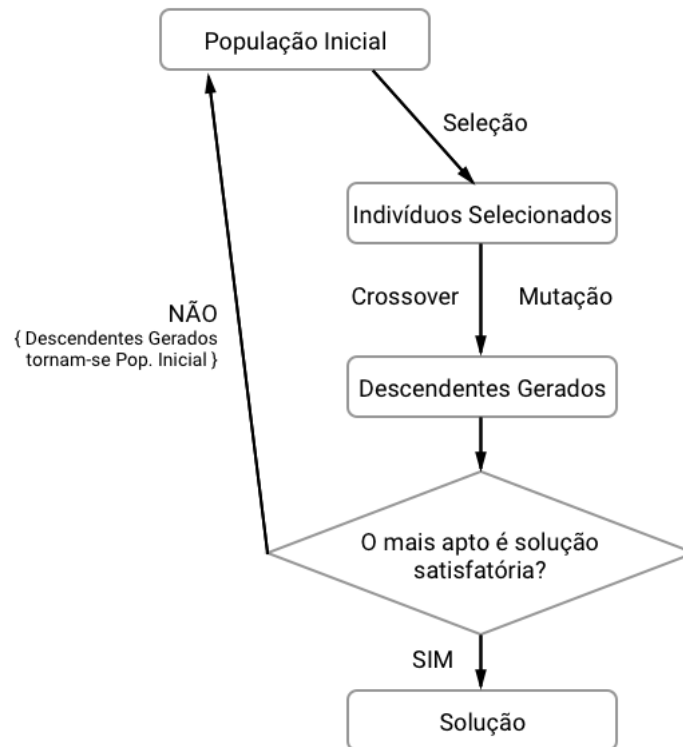 População Inicial
Seleção
Indivíduos Selecionados
Crossover
Mutação
NÃO
{ Descendentes Gerados
tornam-se Pop. Inicial }
Descendentes Gerados
O mais apto é solução
satisfatória?
SIM
Solução